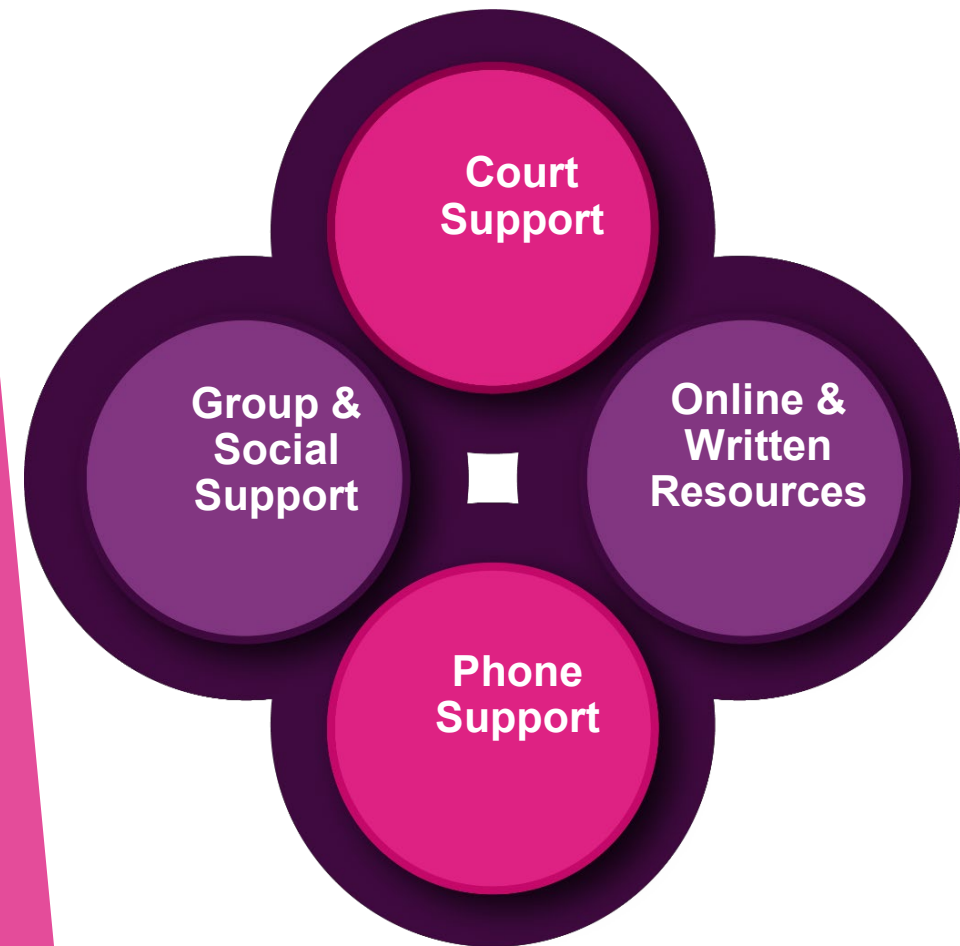 Court
Support
Group &
Social
Support
Online &
Written
Resources
Phone
Support